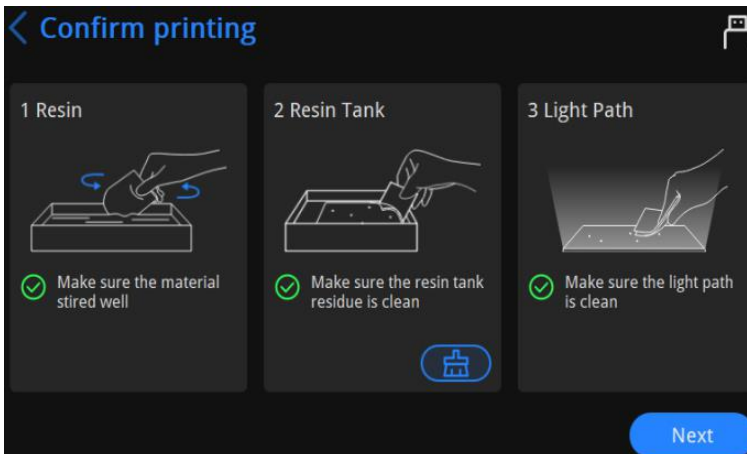 Confirm printing
1 Resin
Make sure the material
stired well
2 Resin Tank
Make sure the resin tank
residue is clean
3 Light Path
Make sure the light path
is clean
Next